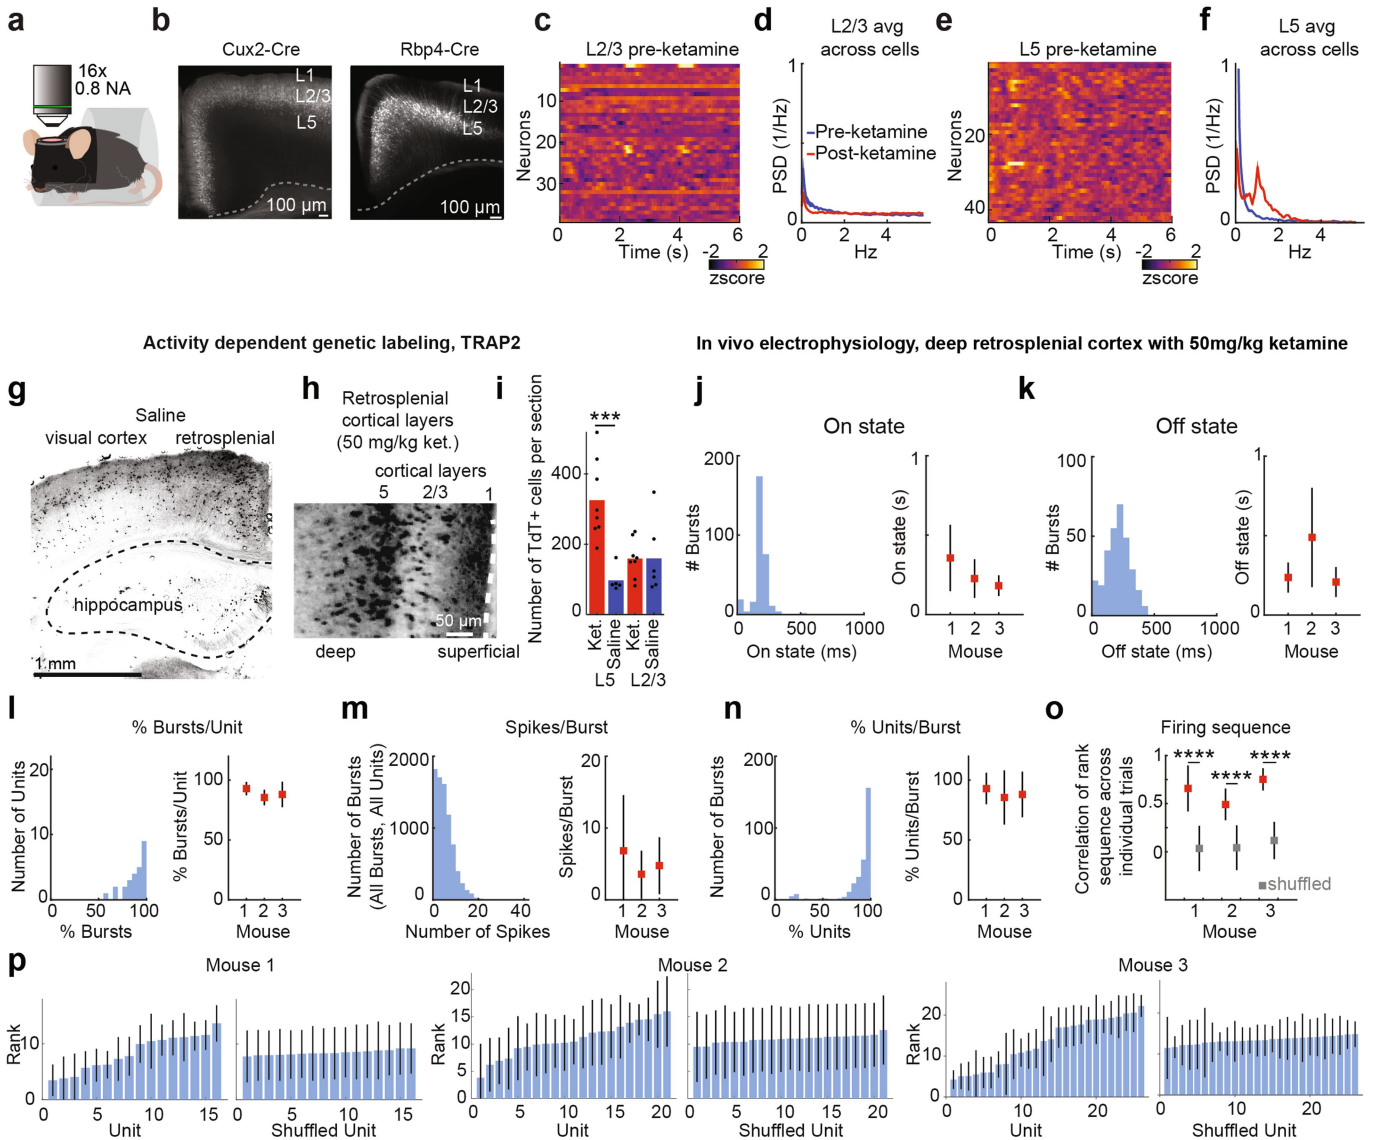 a
16x
0.8 NA
b
Cux2-Cre
L1
L2/3
L5
100 µm
Rbp4-Cre
L1
L2/3
L5
100 µm
c
L2/3 pre-ketamine
Neurons
10
20
30
0 2 4 6
Time (s)
-2 2
zscore
d
L2/3 avg
across cells
PSD (1/Hz)
1
0
Pre-ketamine
Post-ketamine
0 2 4
Hz
e
L5 pre-ketamine
Neurons
20
40
0 2 4 6
Time (s)
-2 2
zscore
f
L5 avg
across cells
PSD (1/Hz)
1
0
0 2 4
Hz
Activity dependent genetic labeling, TRAP2
In vivo electrophysiology, deep retrosplenial cortex with 50mg/kg ketamine
g
Saline
visual cortex retrosplenial
hippocampus
1 mm
h
Retrosplenial
cortical layers
(50 mg/kg ket.)
cortical layers
5 2/3 1
50 µm
deep superficial
i
Number of TdT+ cells per section
***
400
200
0
Ket. Saline Ket. Saline
L5 L2/3
j
On state
# Bursts
200
100
0
0 500 1000
On state (ms)
On state (s)
1
0
1 2 3
Mouse
k
Off state
# Bursts
100
50
0
0 500 1000
Off state (ms)
Off state (s)
1
0
1 2 3
Mouse
l
% Bursts/Unit
Number of Units
20
10
0
0 50 100
% Bursts
% Bursts/Unit
100
50
0
1 2 3
Mouse
m
Spikes/Burst
Number of Bursts
(All Bursts, All Units)
2000
1000
0
0 20 40
Number of Spikes
Spikes/Burst
20
10
0
1 2 3
Mouse
n
% Units/Burst
Number of Bursts
200
100
0
0 50 100
% Units
% Units/Burst
100
50
0
1 2 3
Mouse
o
Firing sequence
Correlation of rank
sequence across
individual trials
1
0.5
0
**** **** ****
shuffled
1 2 3
Mouse
p
Mouse 1
Rank
10
0
0 5 10 15
Unit
0 5 10 15
Shuffled Unit
Mouse 2
20
15
10
5
0
0 5 10 15 20
Unit
0 5 10 15 20
Shuffled Unit
Mouse 3
Rank
20
10
0
0 10 20
Unit
0 10 20
Shuffled Unit